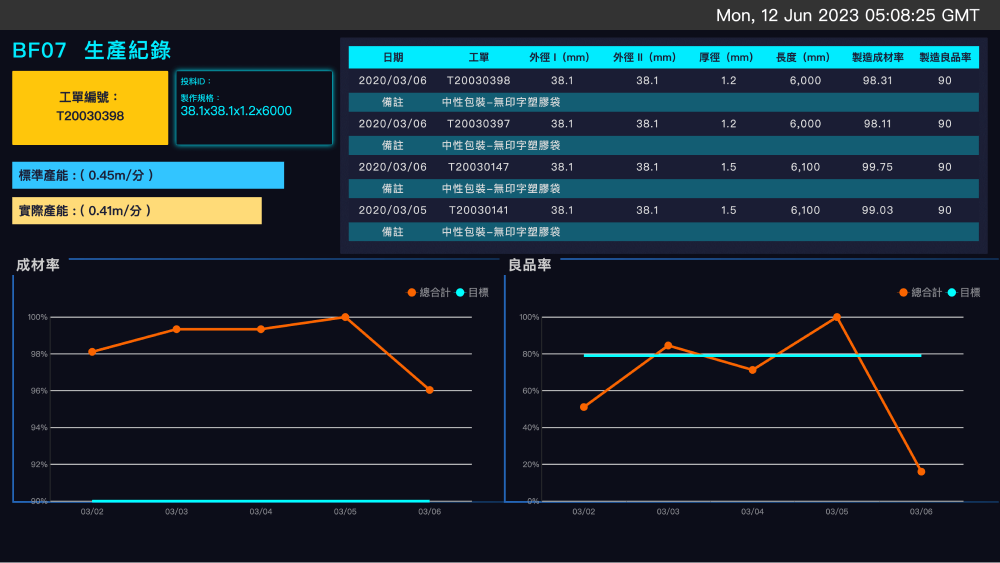 Mon, 12 Jun 2023 05:08:25 GMT
BF07 生產紀錄
工單編號：
T20030398
投料ID：
製作規格：
38.1x38.1x1.2x6000
標準產能 : ( 0.45m/分 )
實際產能 : ( 0.41m/分 )
日期 工單 外徑 I (mm) 外徑 II (mm) 厚徑 (mm) 長度 (mm) 製造成材率 製造良品率
2020/03/06 T20030398 38.1 38.1 1.2 6,000 98.31 90
備註 中性包裝–無印字塑膠袋
2020/03/06 T20030397 38.1 38.1 1.2 6,000 98.11 90
備註 中性包裝–無印字塑膠袋
2020/03/06 T20030147 38.1 38.1 1.5 6,100 99.75 90
備註 中性包裝–無印字塑膠袋
2020/03/05 T20030141 38.1 38.1 1.5 6,100 99.03 90
備註 中性包裝–無印字塑膠袋
成材率
總合計 目標
100%
98%
96%
94%
92%
90%
03/02 03/03 03/04 03/05 03/06
良品率
總合計 目標
100%
80%
60%
40%
20%
0%
03/02 03/03 03/04 03/05 03/06